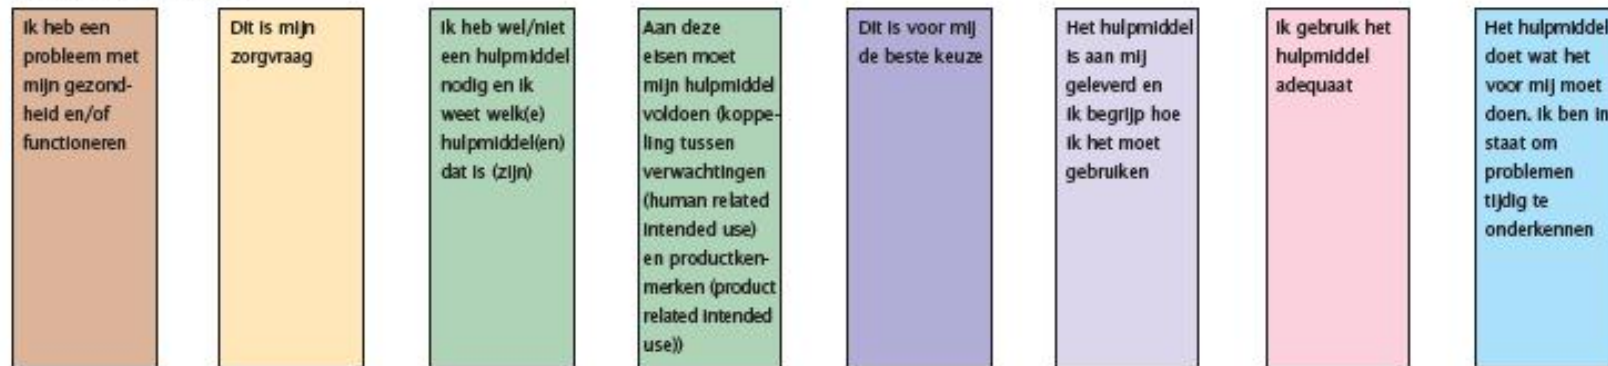 Ik heb een
probleem met
mijn gezond-
heid en/of
functioneren
Dit is mijn
zorgvraag
Ik heb wel/niet
een hulpmiddel
nodig en ik
weet welk(e)
hulpmiddel(en)
dat is (zijn)
Aan deze
eisen moet
mijn hulpmiddel
voldoen (koppe-
ling tussen
verwachtingen
(human related
intended use)
en productken-
merken (product
related intended
use))
Dit is voor mij
de beste keuze
Het hulpmiddel
is aan mij
geleverd en
ik begrijp hoe
ik het moet
gebruiken
Ik gebruik het
hulpmiddel
adequaat
Het hulpmiddel
doet wat het
voor mij moet
doen. Ik ben in
staat om
problemen
tijdig te
onderkennen